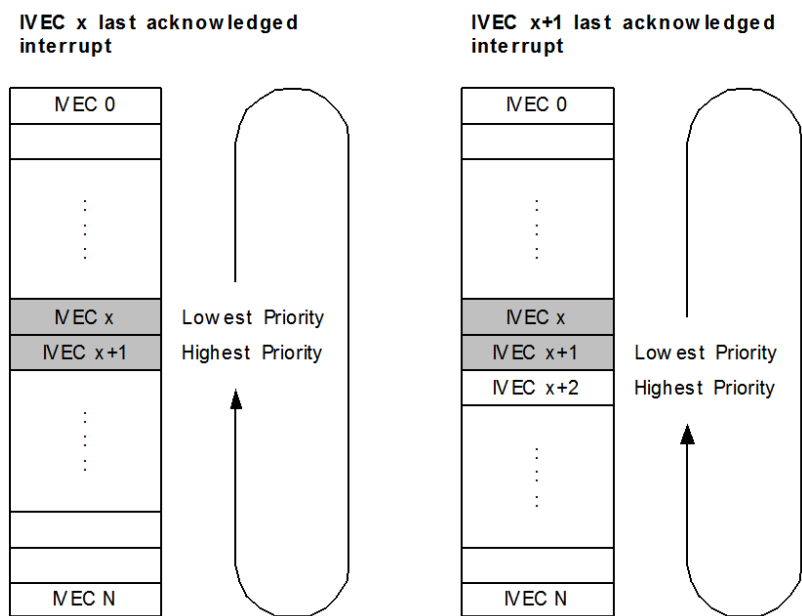 IVEC x last acknowledged
interrupt
IVEC 0
IVEC x
Lowest Priority
IVEC x+1
Highest Priority
IVEC N
IVEC x+1 last acknowledged
interrupt
IVEC 0
IVEC x
IVEC x+1
Lowest Priority
IVEC x+2
Highest Priority
IVEC N